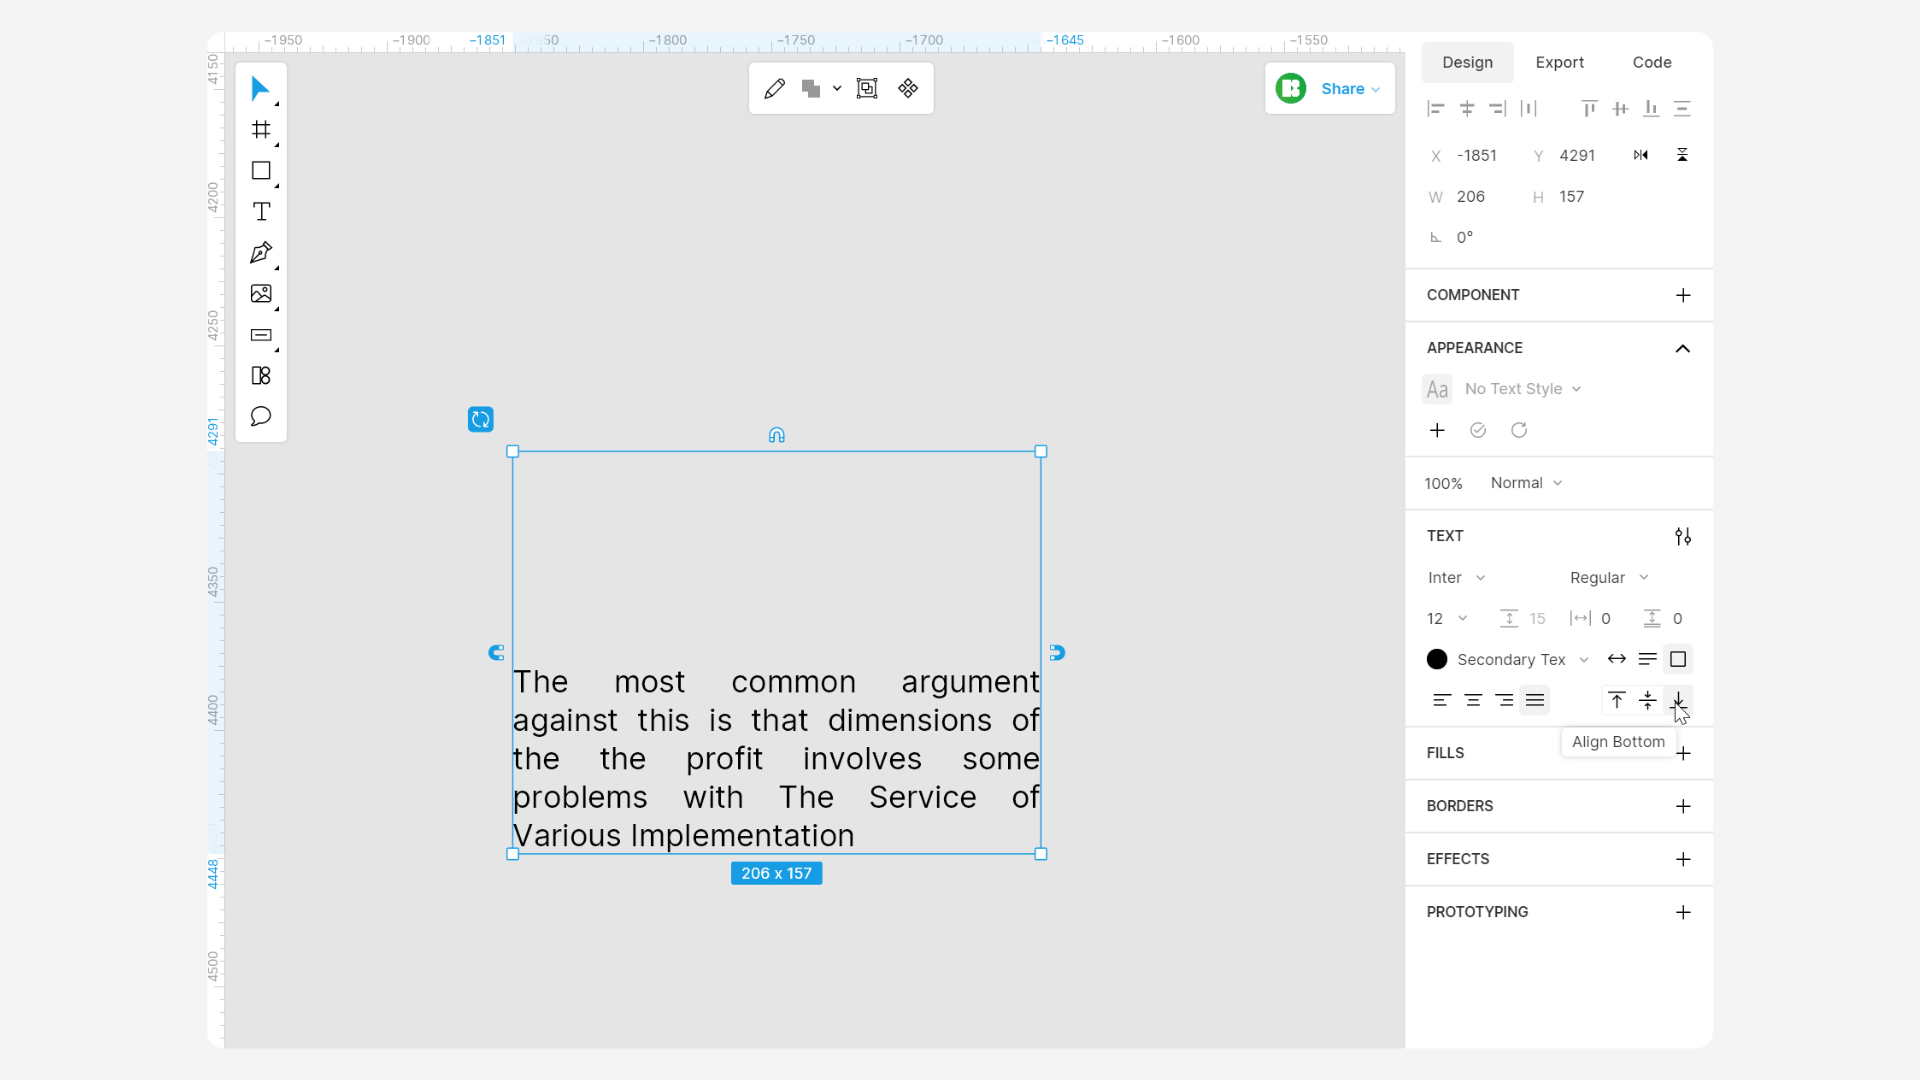 −1950
−1900
−1851
−1800
−1750
−1700
−1645
−1600
−1550
4150
4200
4250
4291
4350
4400
4448
4500
Share
Design Export Code
X -1851 Y 4291
W 206 H 157
0°
COMPONENT
APPEARANCE
Aa No Text Style
100% Normal
TEXT
Inter Regular
12 15 0 0
Secondary Tex
Align Bottom
FILLS
BORDERS
EFFECTS
PROTOTYPING
The most common argument
against this is that dimensions of
the the profit involves some
problems with The Service of
Various Implementation
206 x 157